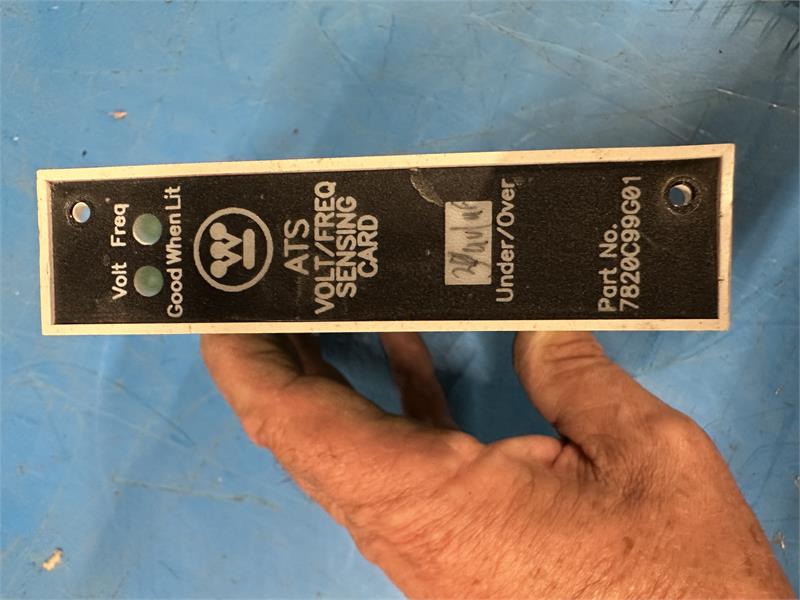 Volt Freq
Good When Lit
ATS
VOLT/FREQ
SENSING
CARD
Under/Over
Part No.
7820C99G01